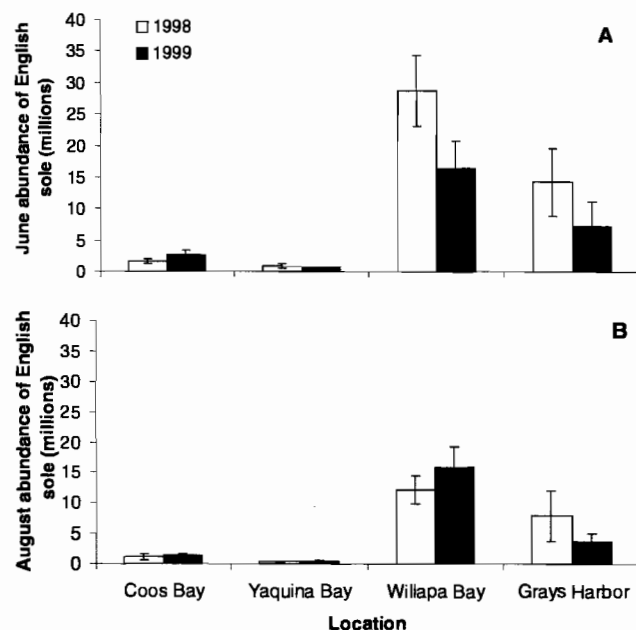 June abundance of English
sole (millions)
40
35
30
25
20
15
10
5
0
1998
1999
A
August abundance of English
sole (millions)
40
35
30
25
20
15
10
5
0
B
Coos Bay
Yaquina Bay
Willapa Bay
Grays Harbor
Location